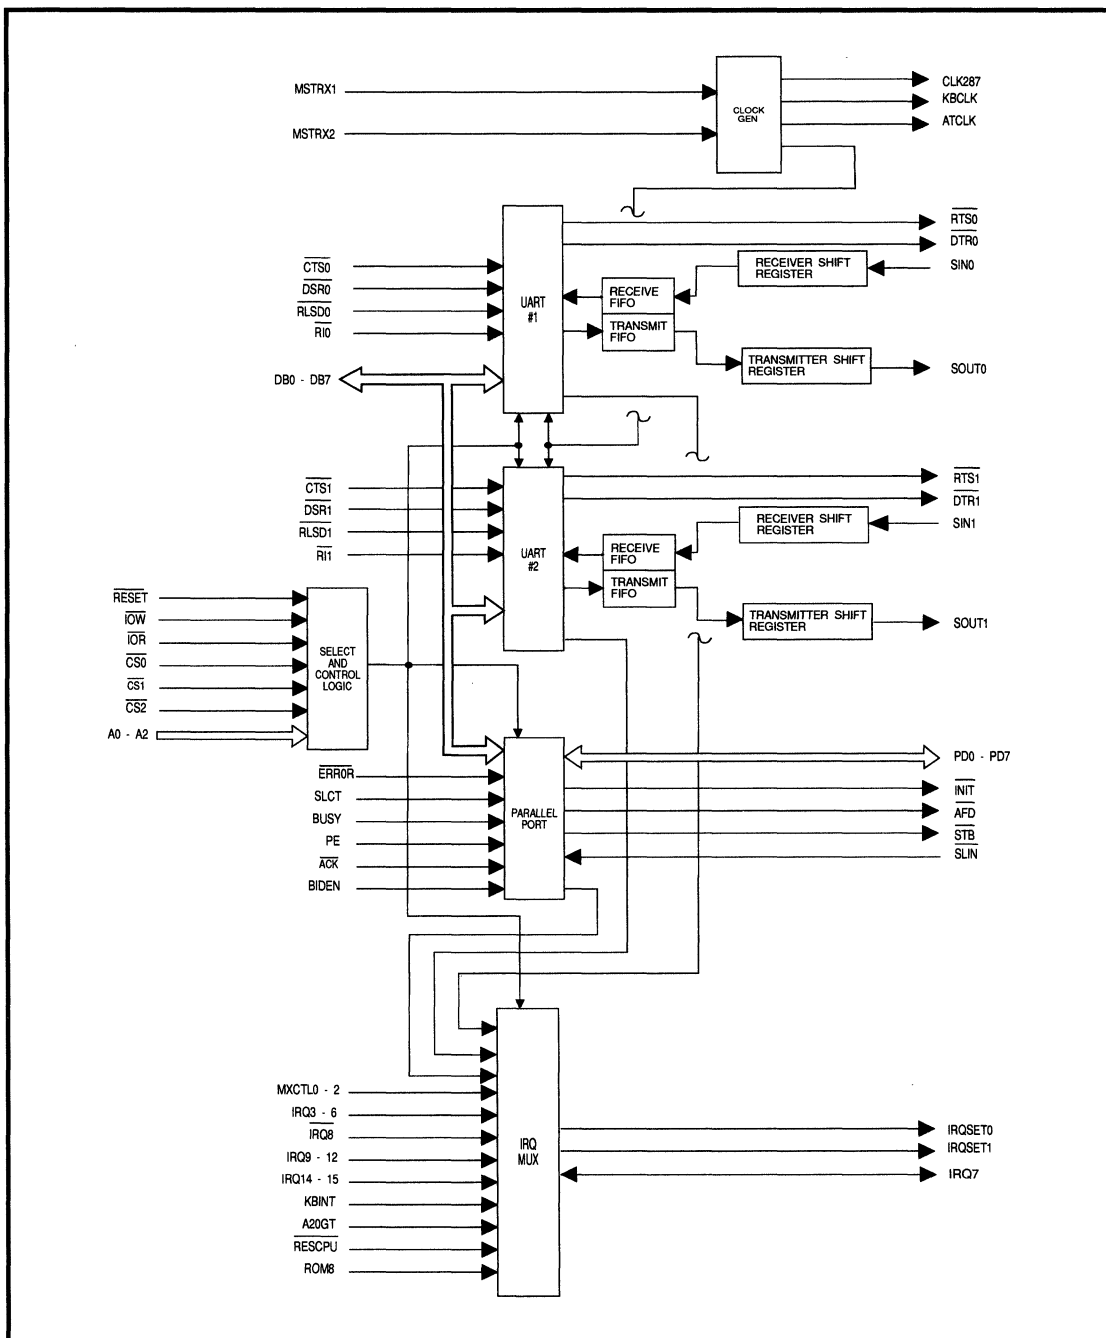 MSTRX1
MSTRX2
CLOCK
GEN
CLK287
KBCLK
ATCLK
RTS0
DTR0
SIN0
RECEIVER SHIFT
REGISTER
CTS0
DSR0
RLSD0
RI0
UART
#1
RECEIVE
FIFO
TRANSMIT
FIFO
TRANSMITTER SHIFT
REGISTER
SOUT0
DB0 - DB7
CTS1
DSR1
RLSD1
RI1
UART
#2
RTS1
DTR1
SIN1
RECEIVER SHIFT
REGISTER
RECEIVE
FIFO
TRANSMIT
FIFO
TRANSMITTER SHIFT
REGISTER
SOUT1
RESET
IOW
IOR
CS0
CS1
CS2
A0 - A2
SELECT
AND
CONTROL
LOGIC
ERROR
SLCT
BUSY
PE
ACK
BIDEN
PARALLEL
PORT
PD0 - PD7
INIT
AFD
STB
SLIN
MXCTL0 - 2
IRQ3 - 6
IRQ8
IRQ9 - 12
IRQ14 - 15
KBINT
A20GT
RESCPU
ROM8
IRQ
MUX
IRQSET0
IRQSET1
IRQ7